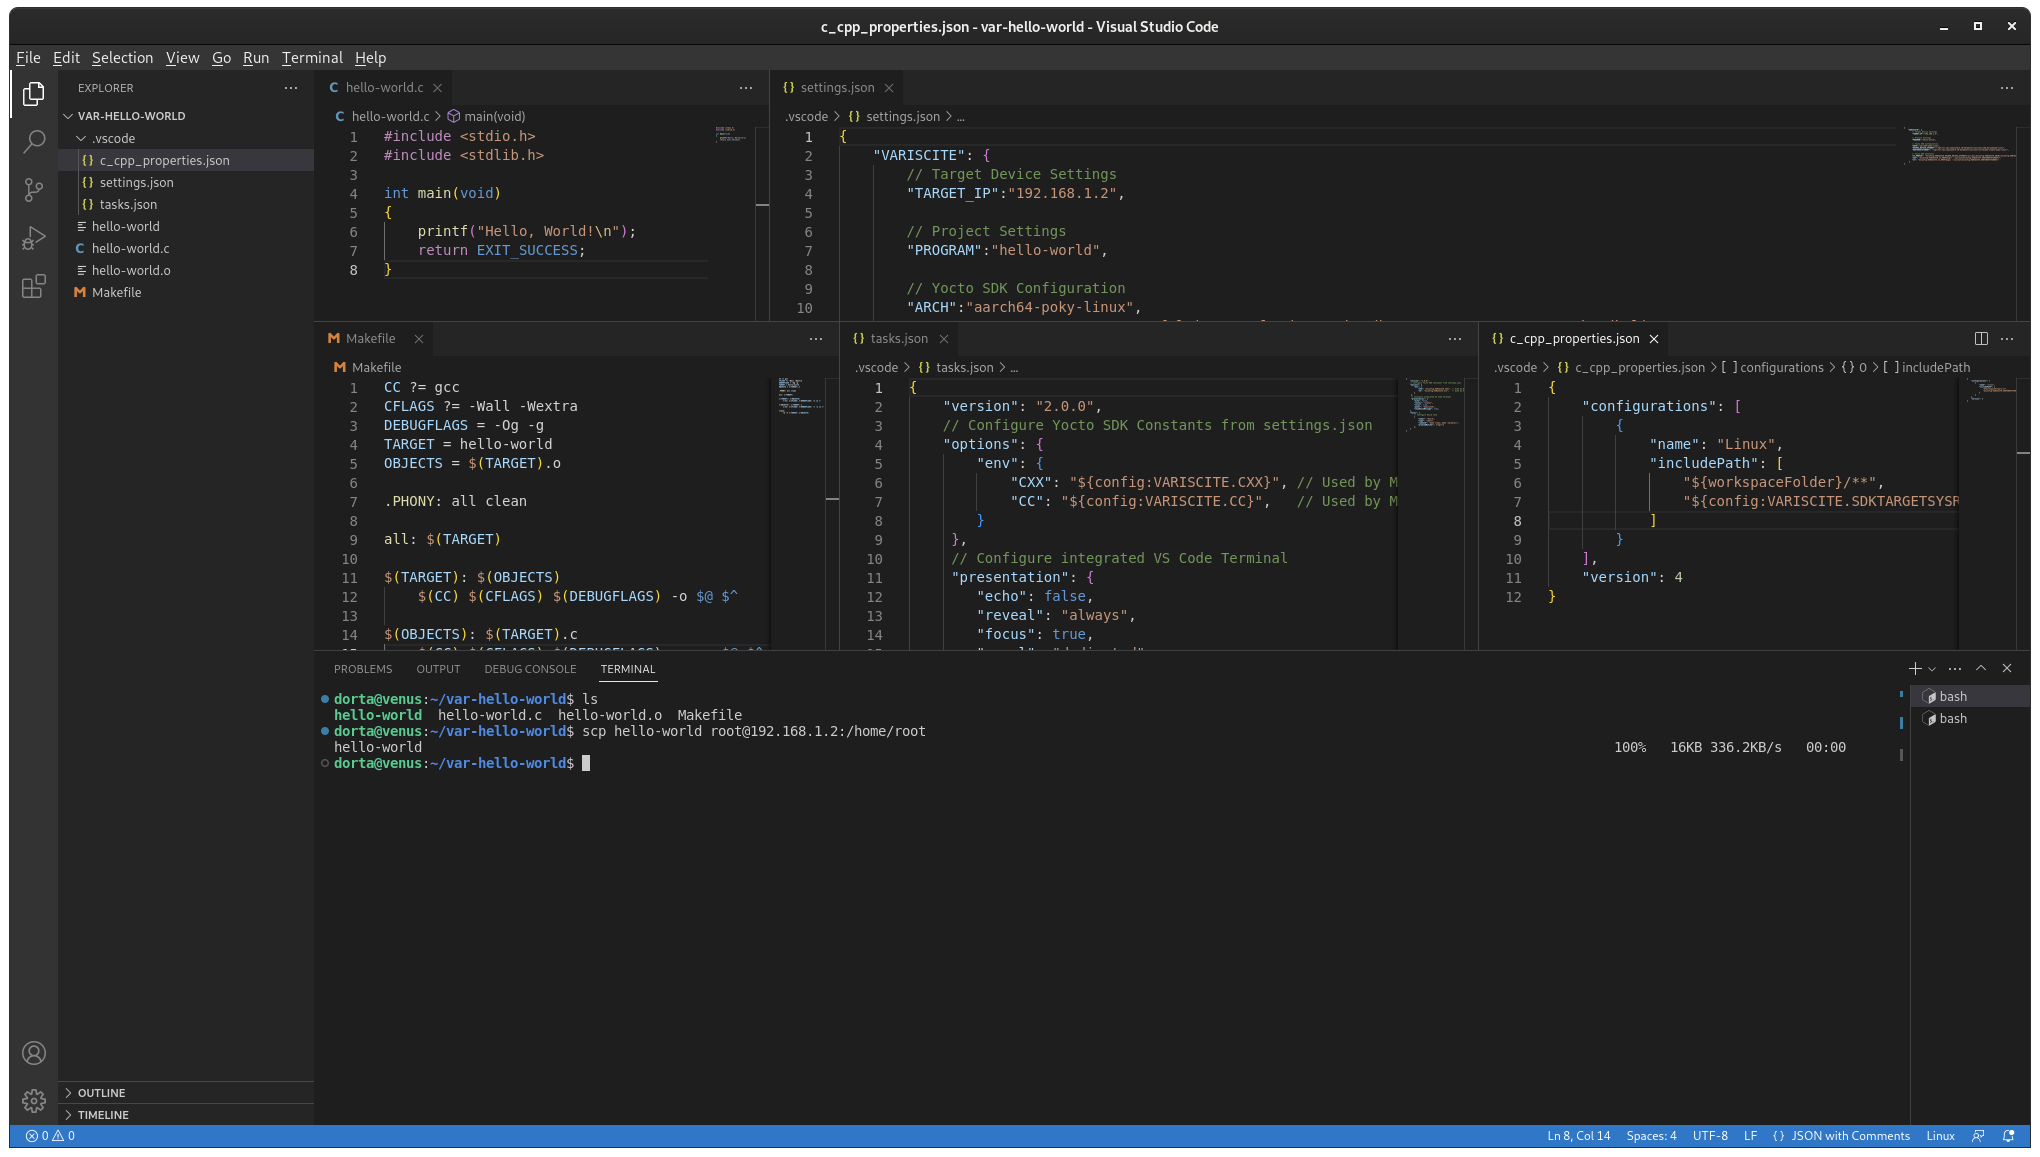 c_cpp_properties.json - var-hello-world - Visual Studio Code
File Edit Selection View Go Run Terminal Help
EXPLORER
VAR-HELLO-WORLD
.vscode
{} c_cpp_properties.json
{} settings.json
{} tasks.json
hello-world
C hello-world.c
hello-world.o
M Makefile
OUTLINE
TIMELINE
C hello-world.c
C hello-world.c > main(void)
1 #include <stdio.h>
2 #include <stdlib.h>
3
4 int main(void)
5 {
6     printf("Hello, World!\n");
7     return EXIT_SUCCESS;
8 }
{} settings.json
.vscode > {} settings.json > ...
1 {
2     "VARISCITE": {
3         // Target Device Settings
4         "TARGET_IP":"192.168.1.2",
5
6         // Project Settings
7         "PROGRAM":"hello-world",
8
9         // Yocto SDK Configuration
10         "ARCH":"aarch64-poky-linux",
M Makefile
M Makefile
1 CC ?= gcc
2 CFLAGS ?= -Wall -Wextra
3 DEBUGFLAGS = -Og -g
4 TARGET = hello-world
5 OBJECTS = $(TARGET).o
6
7 .PHONY: all clean
8
9 all: $(TARGET)
10
11 $(TARGET): $(OBJECTS)
12     $(CC) $(CFLAGS) $(DEBUGFLAGS) -o $@ $^
13
14 $(OBJECTS): $(TARGET).c
{} tasks.json
.vscode > {} tasks.json > ...
1 {
2     "version": "2.0.0",
3     // Configure Yocto SDK Constants from settings.json
4     "options": {
5         "env": {
6             "CXX": "${config:VARISCITE.CXX}", // Used by M
7             "CC": "${config:VARISCITE.CC}",   // Used by M
8         }
9      },
10      // Configure integrated VS Code Terminal
11      "presentation": {
12         "echo": false,
13         "reveal": "always",
14         "focus": true,
{} c_cpp_properties.json
.vscode > {} c_cpp_properties.json > [ ] configurations > {} 0 > [ ] includePath
1 {
2     "configurations": [
3         {
4             "name": "Linux",
5             "includePath": [
6                 "${workspaceFolder}/**",
7                 "${config:VARISCITE.SDKTARGETSYSR
8             ]
9         }
10     ],
11     "version": 4
12 }
PROBLEMS OUTPUT DEBUG CONSOLE TERMINAL
dorta@venus:~/var-hello-world$ ls
hello-world  hello-world.c  hello-world.o  Makefile
dorta@venus:~/var-hello-world$ scp hello-world root@192.168.1.2:/home/root
hello-world 100% 16KB 336.2KB/s 00:00
dorta@venus:~/var-hello-world$
bash
bash
0 0 Ln 8, Col 14 Spaces: 4 UTF-8 LF {} JSON with Comments Linux